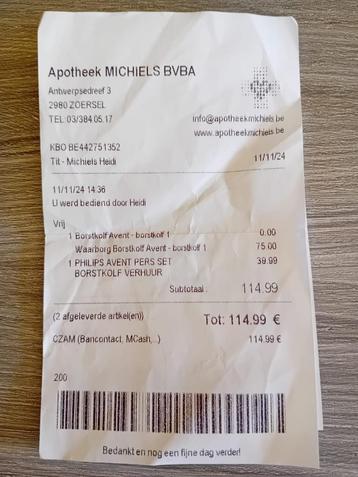 Apotheek MICHIELS BVBA
Antwerpsedreef 3
2980 ZOERSEL
TEL 03/384.05.17
info@apotheekmichiels.be
www.apotheekmichiels.be
KBO BE442751352
Tit - Michiels Heidi
11/11/24
11/11/24 14:36
U werd bediend door Heidi
Vrij
1 Borstkolf Avent - borstkolf 1 0.00
Waarborg Borstkolf Avent - borstkolf 1 75.00
1 PHILIPS AVENT PERS SET 39.99
BORSTKOLF VERHUUR
Subtotaal : 114.99
(2 afgeleverde artikel(en)) Tot: 114.99 €
CZAM (Bancontact, MCash,..) 114.99 €
200
Bedankt en nog een fijne dag verder!